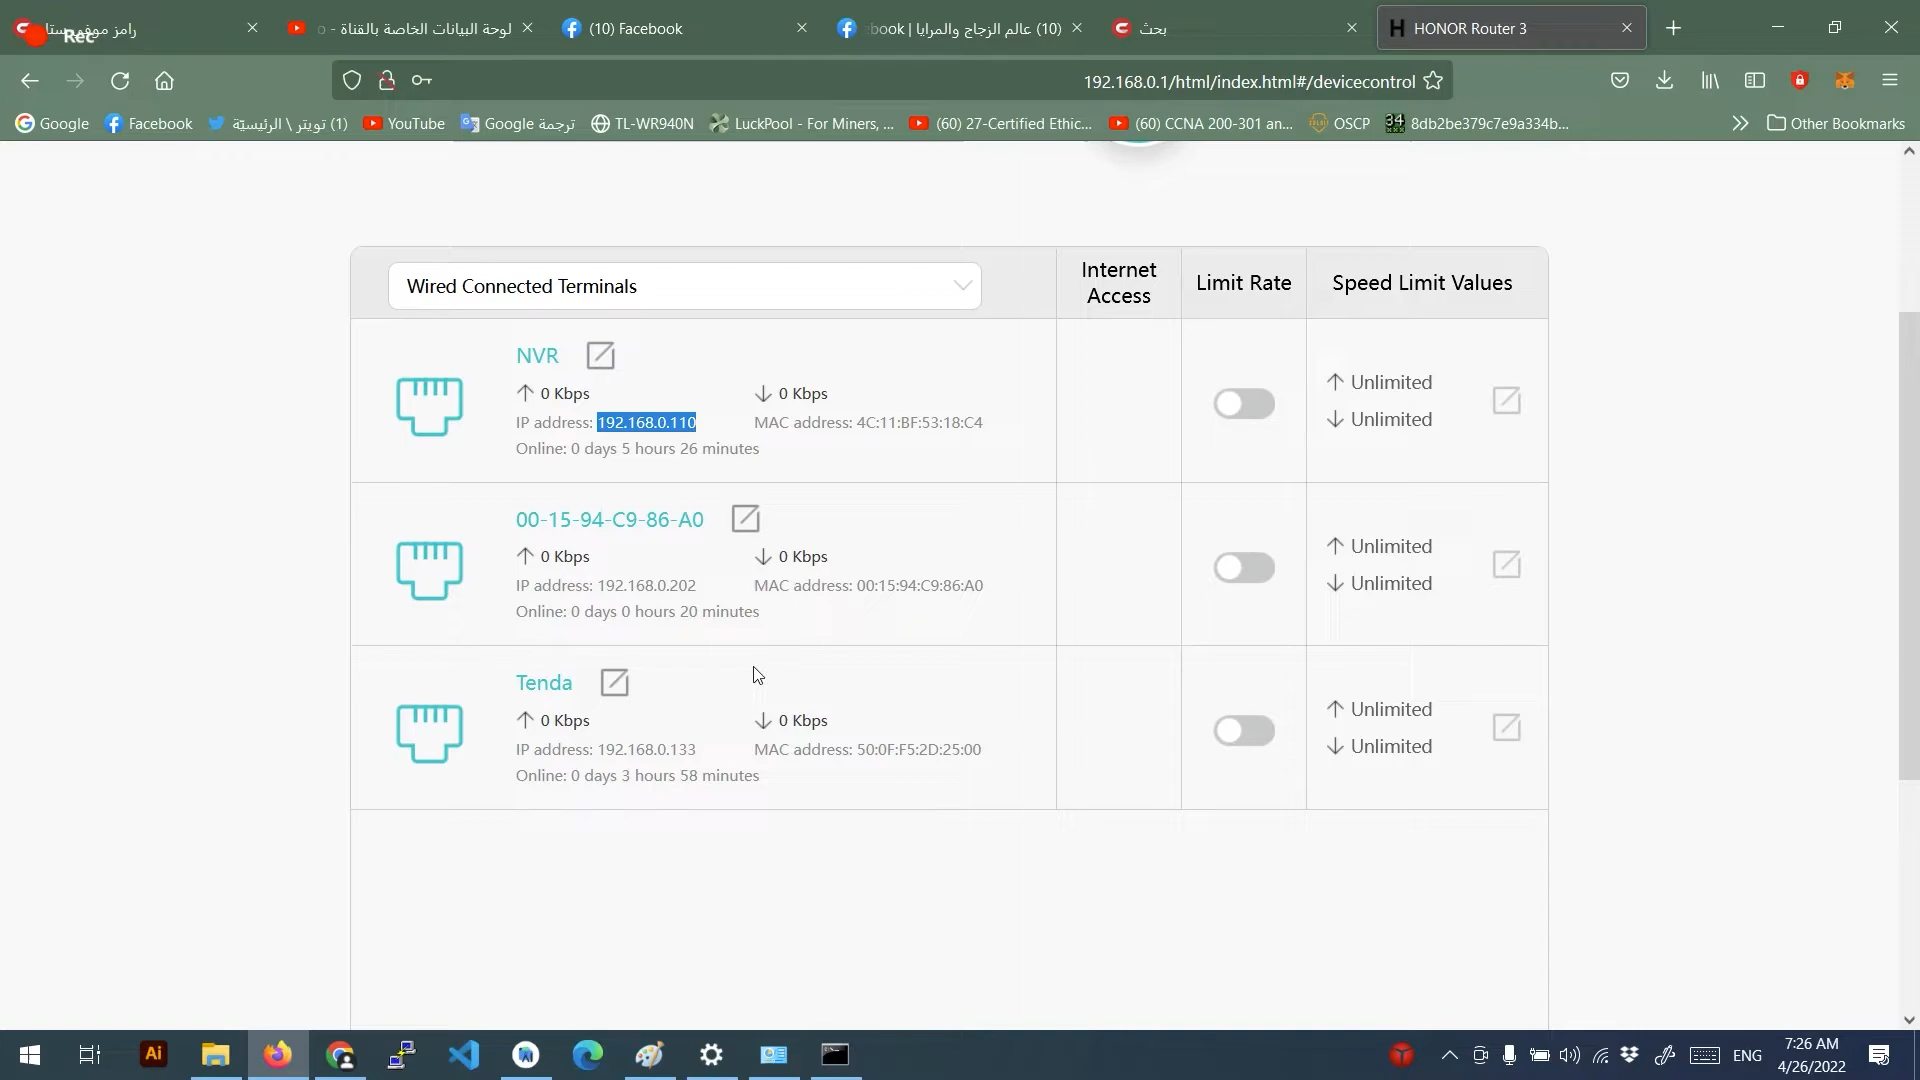 رامز موفي ستا
Rec
لوحة البيانات الخاصة بالقناة - o
(10) Facebook
book | عالم الزجاج والمرايا (10)
بحث
HONOR Router 3
192.168.0.1/html/index.html#/devicecontrol
Google
Facebook
(1) تويتر \ الرئيسيّة
YouTube
Google ترجمة
TL-WR940N
LuckPool - For Miners, ...
(60) 27-Certified Ethic...
(60) CCNA 200-301 an...
OSCP
8db2be379c7e9a334b...
Other Bookmarks
Wired Connected Terminals
Internet
Access
Limit Rate
Speed Limit Values
NVR
0 Kbps
0 Kbps
IP address: 192.168.0.110
MAC address: 4C:11:BF:53:18:C4
Online: 0 days 5 hours 26 minutes
Unlimited
Unlimited
00-15-94-C9-86-A0
0 Kbps
0 Kbps
IP address: 192.168.0.202
MAC address: 00:15:94:C9:86:A0
Online: 0 days 0 hours 20 minutes
Unlimited
Unlimited
Tenda
0 Kbps
0 Kbps
IP address: 192.168.0.133
MAC address: 50:0F:F5:2D:25:00
Online: 0 days 3 hours 58 minutes
Unlimited
Unlimited
Ai
ENG
7:26 AM
4/26/2022